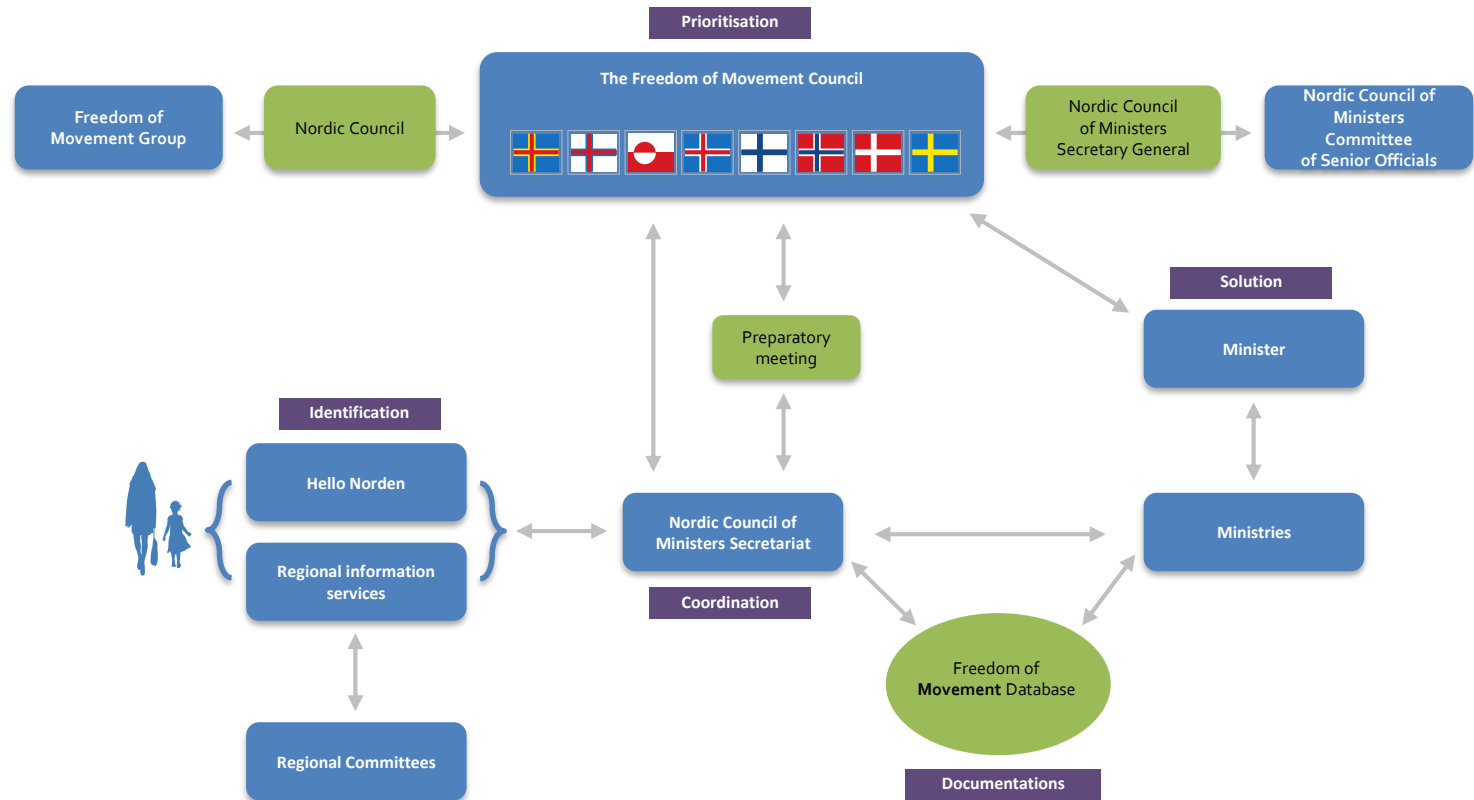 Prioritisation
The Freedom of Movement Council
Freedom of
Movement Group
Nordic Council
Nordic Council
of Ministers
Secretary General
Nordic Council of
Ministers
Committee
of Senior Officials
Solution
Minister
Preparatory
meeting
Identification
Hello Norden
Regional information
services
Nordic Council of
Ministers Secretariat
Ministries
Coordination
Freedom of
Movement Database
Regional Committees
Documentations